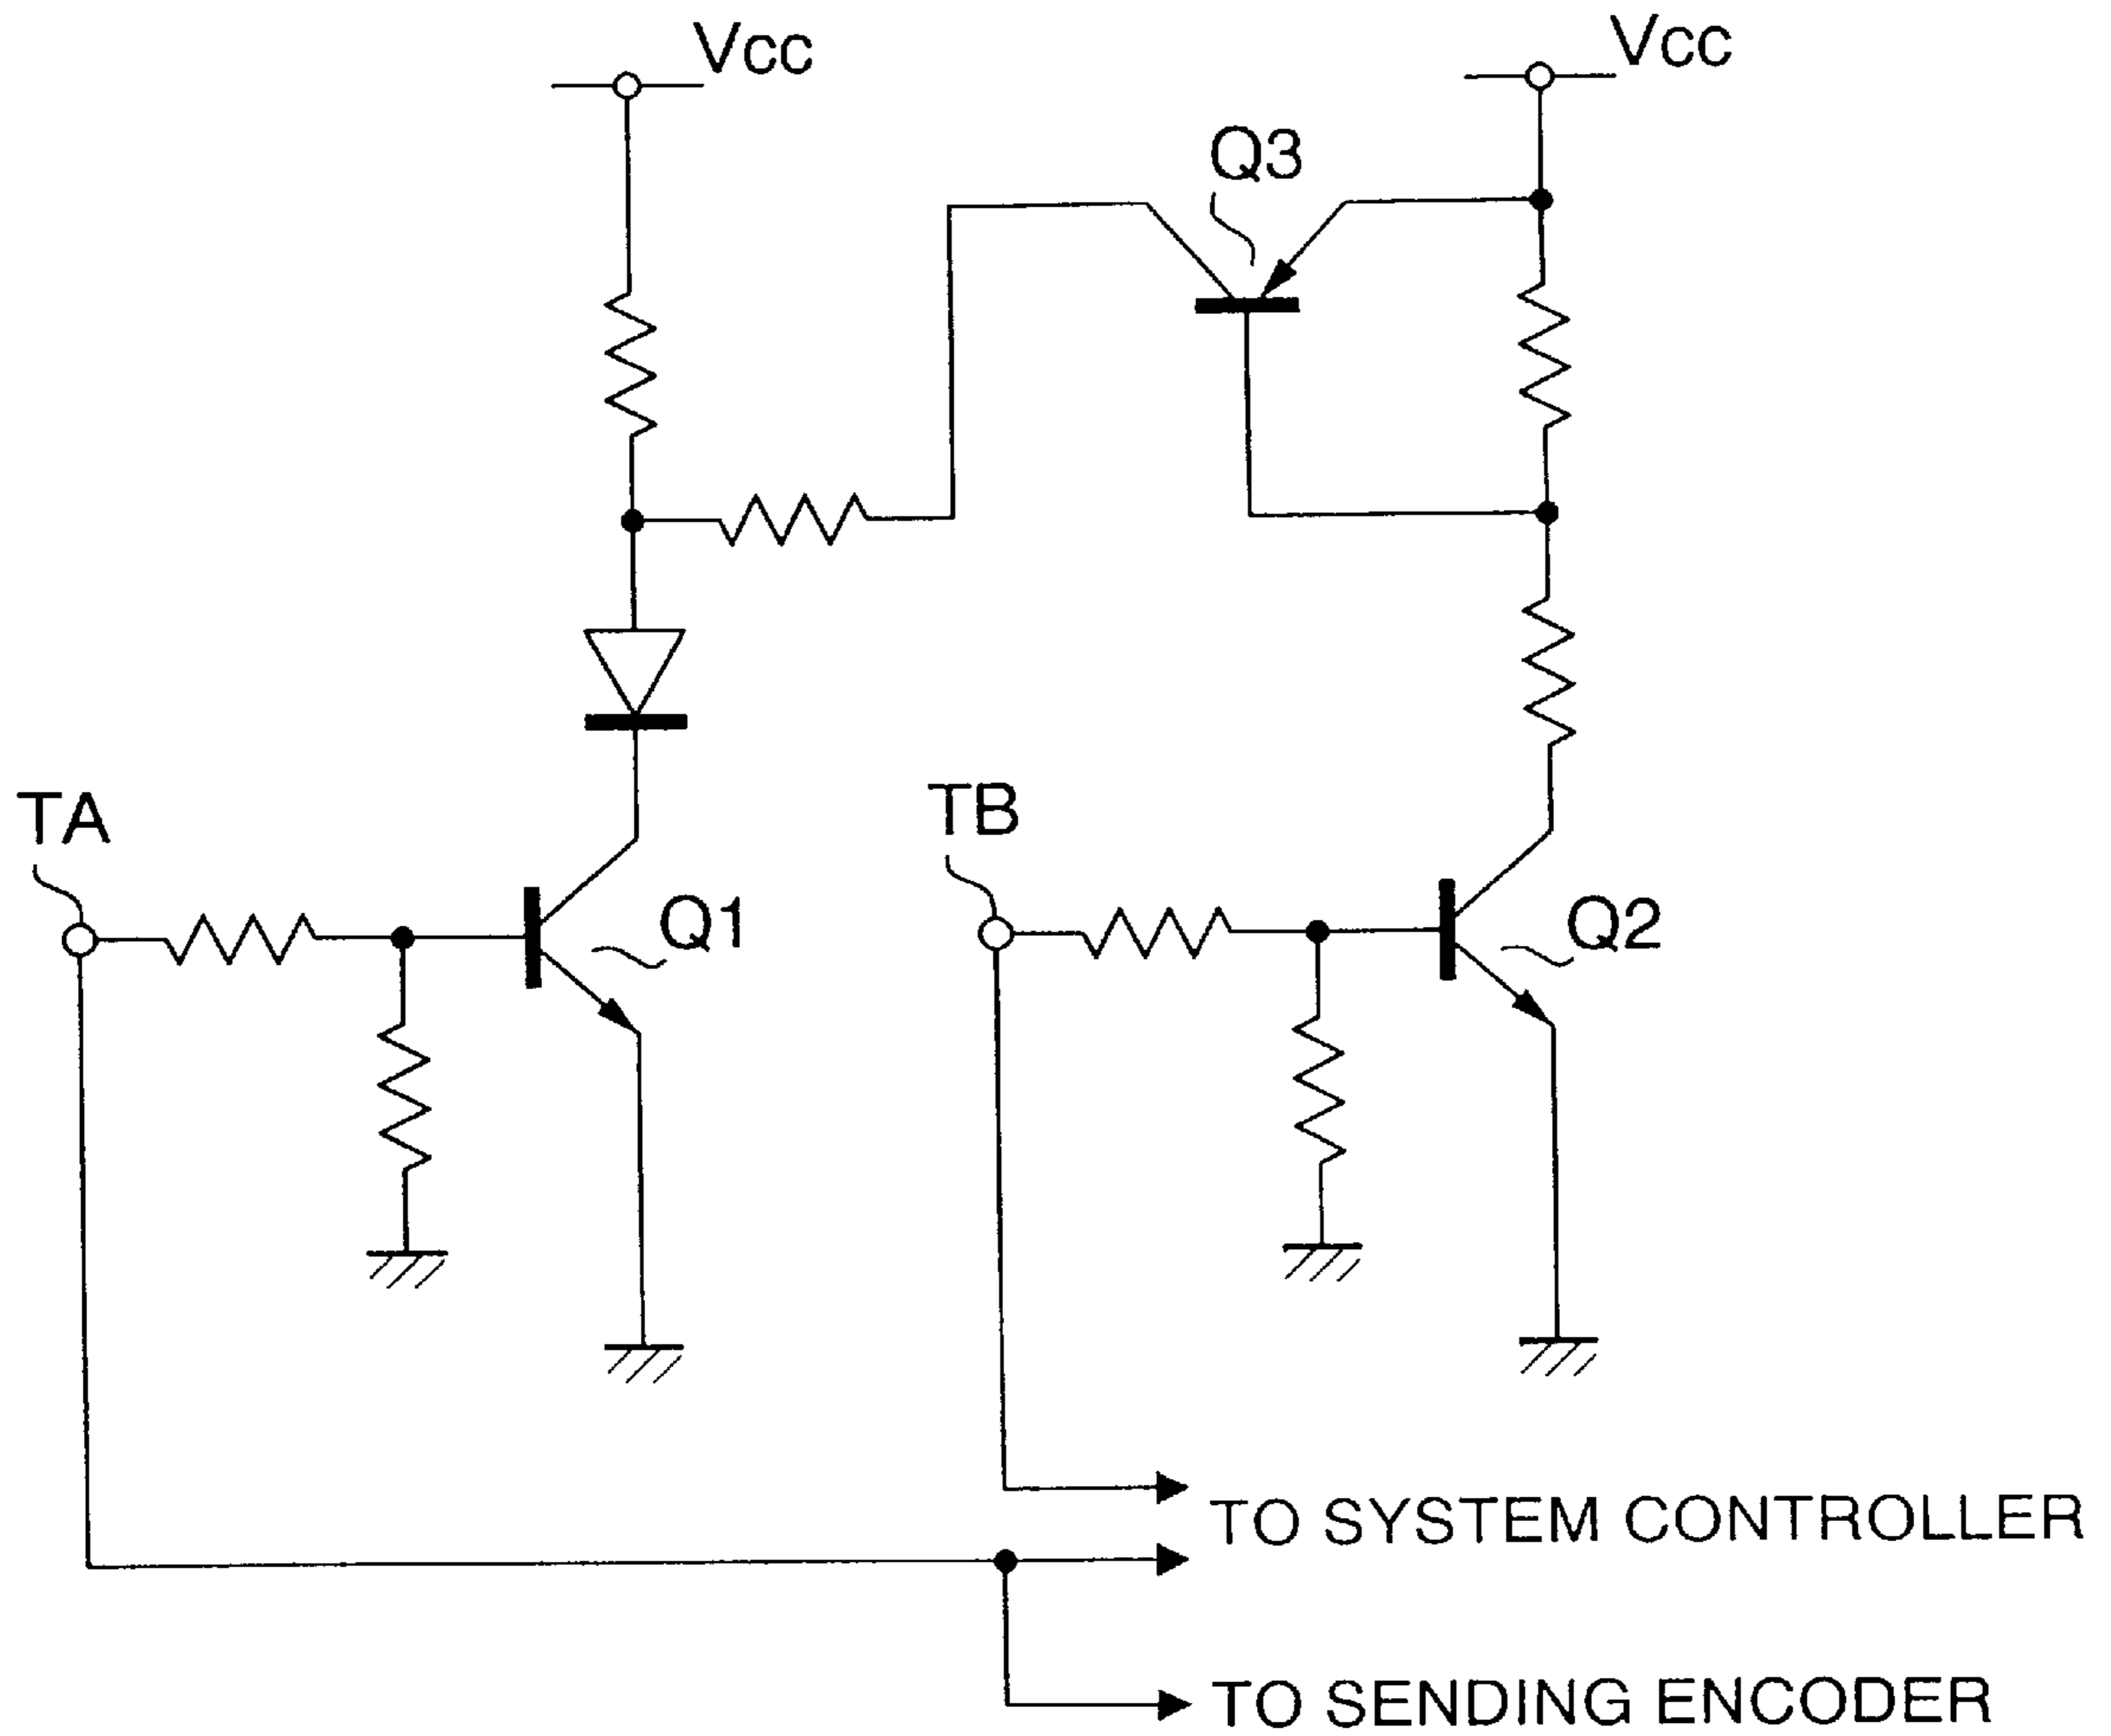 Vcc
Vcc
Q3
TA
TB
Q1
Q2
TO SYSTEM CONTROLLER
TO SENDING ENCODER